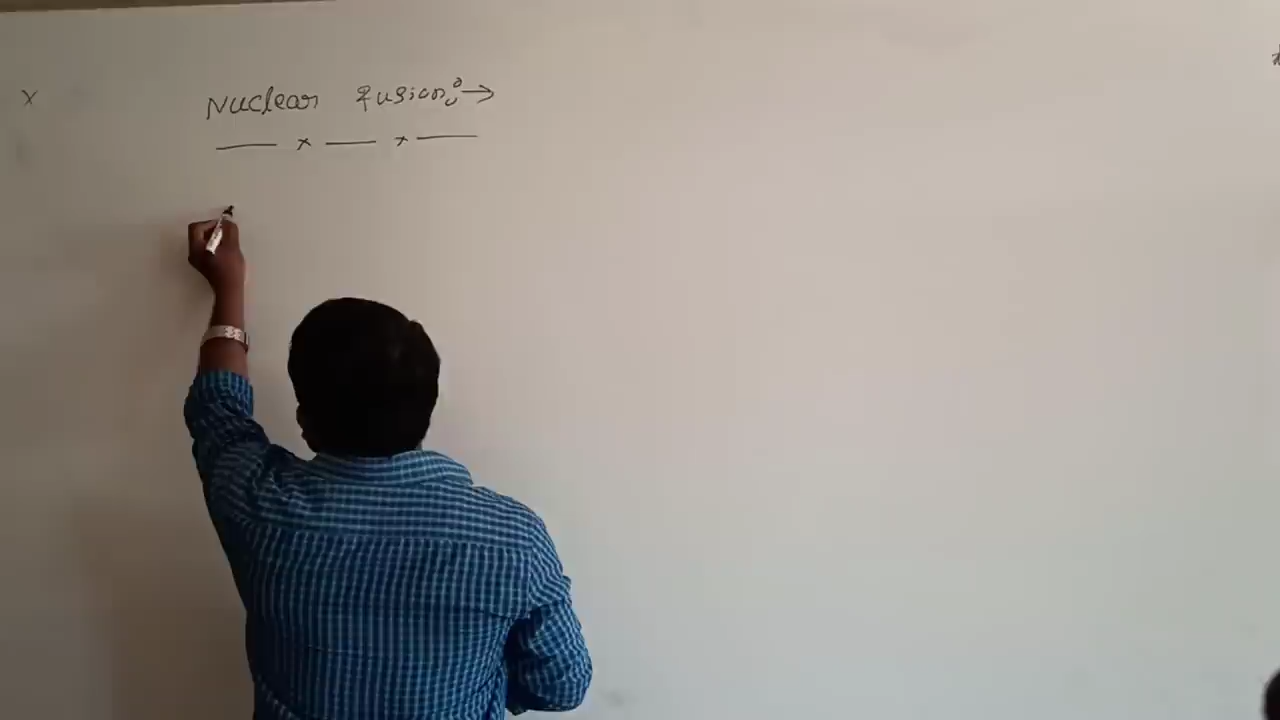 Nuclear fusion:→
— x — x —
x